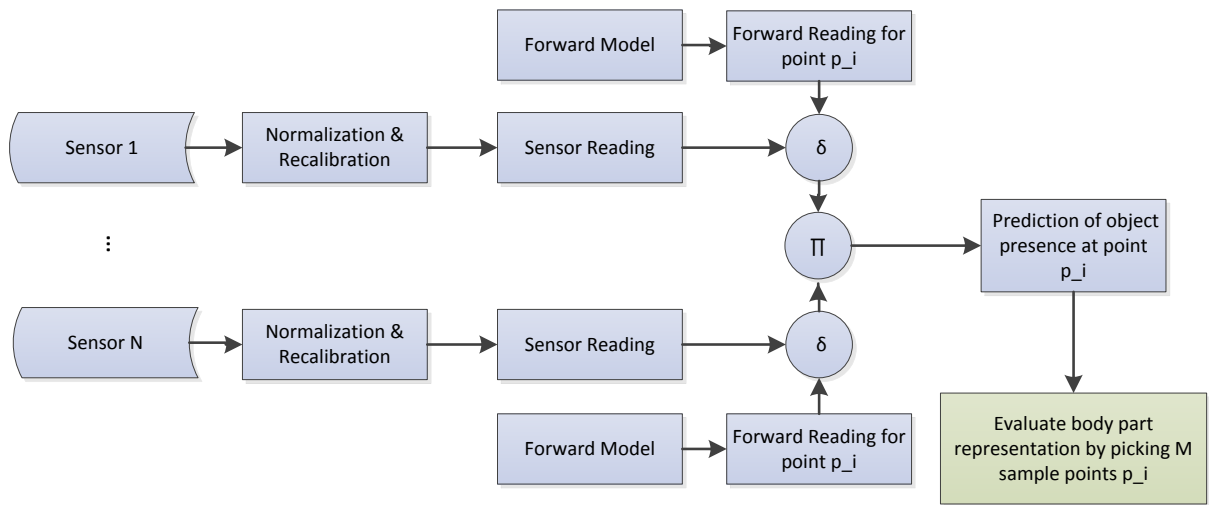 Forward Model
Forward Reading for
point p_i
Sensor 1
Normalization &
Recalibration
Sensor Reading
δ
...
∏
Prediction of object
presence at point
p_i
Sensor N
Normalization &
Recalibration
Sensor Reading
δ
Forward Model
Forward Reading for
point p_i
Evaluate body part
representation by picking M
sample points p_i